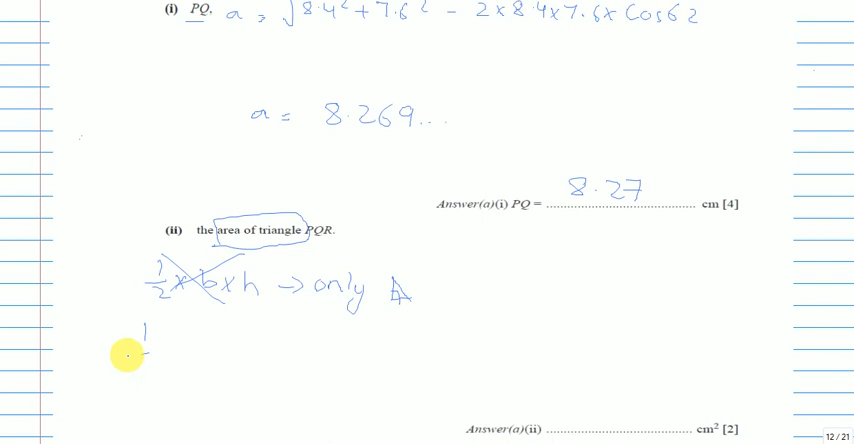 (i) PQ, a = √8.4² + 7.6² - 2 x 8.4 x 7.6 x Cos62
a = 8.269...
Answer(a)(i) PQ = 8.27 cm [4]
(ii) the area of triangle PQR.
1/2 x b x h → only
1
Answer(a)(ii) ........................................ cm² [2]
12 / 21